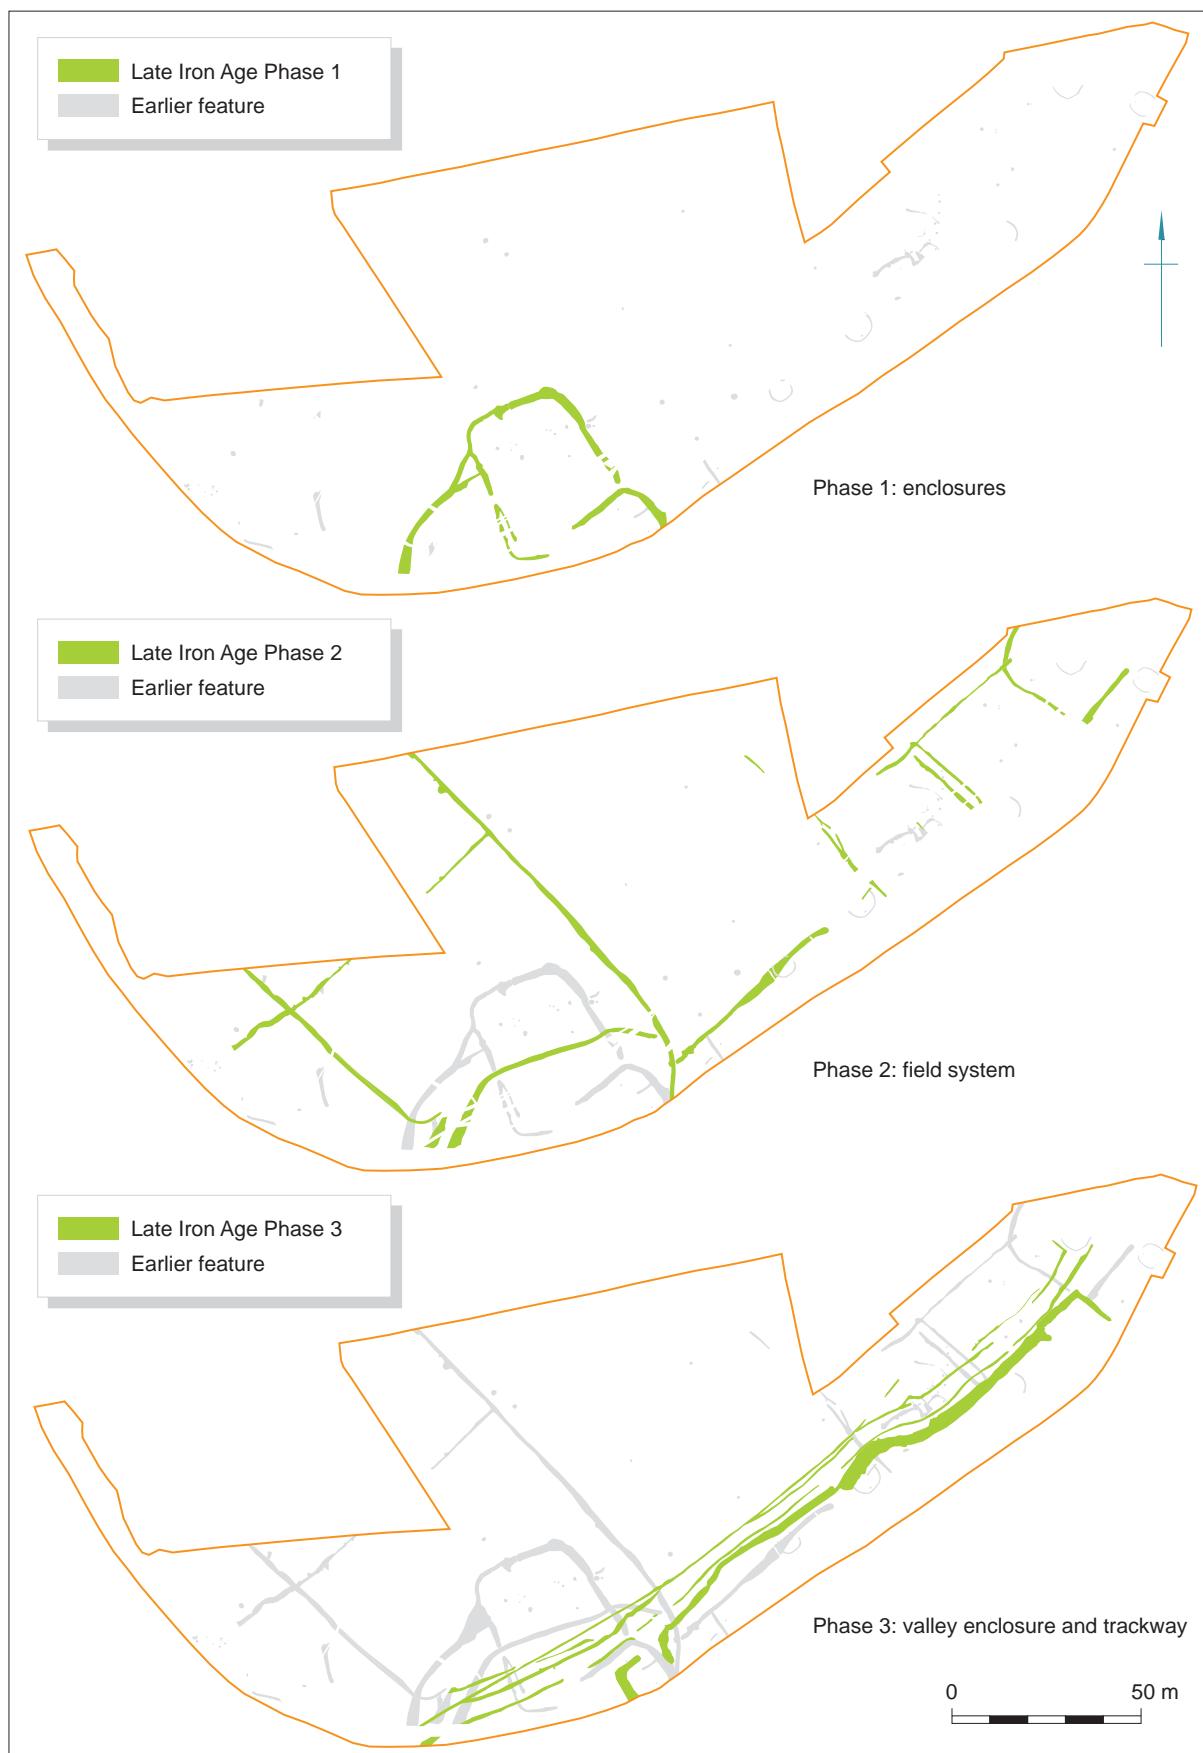 Late Iron Age Phase 1
Earlier feature
Phase 1: enclosures
Late Iron Age Phase 2
Earlier feature
Phase 2: field system
Late Iron Age Phase 3
Earlier feature
Phase 3: valley enclosure and trackway
0 50 m